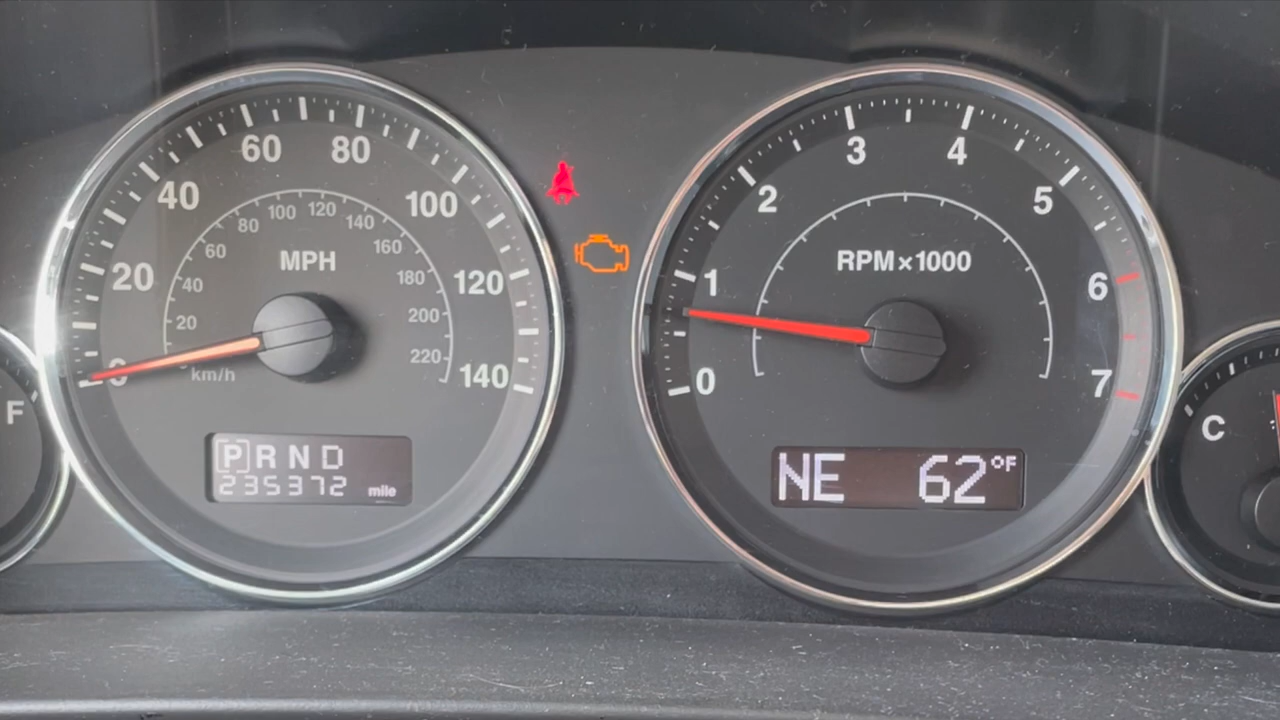 60 80
40 100
20 120
0 140
80 100 120 140
60 160
40 180
20 200
220
MPH
km/h
P R N D
235372 mile
3 4
2 5
1 6
0 7
RPM×1000
NE 62°F
F
C